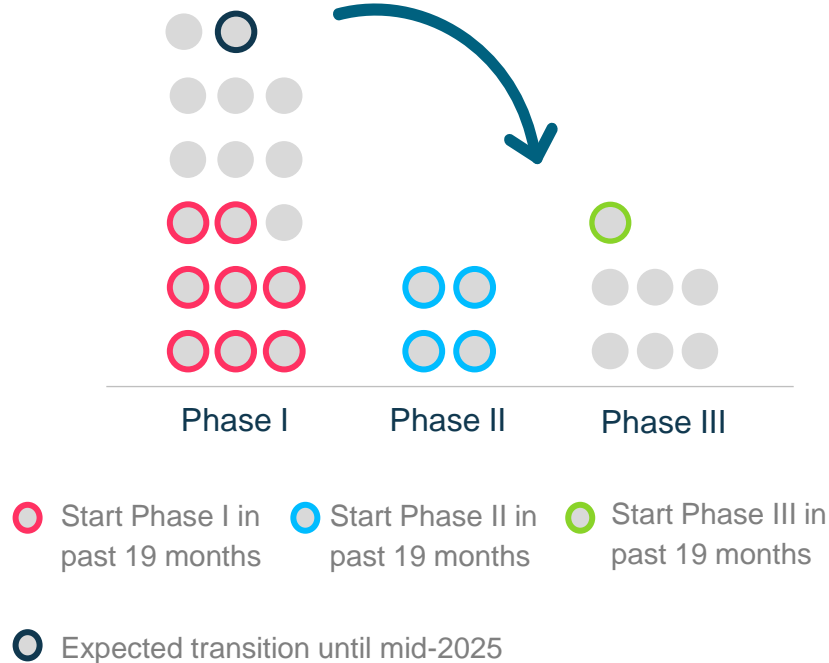 Phase I
Phase II
Phase III
Start Phase I in
past 19 months
Start Phase II in
past 19 months
Start Phase III in
past 19 months
Expected transition until mid-2025